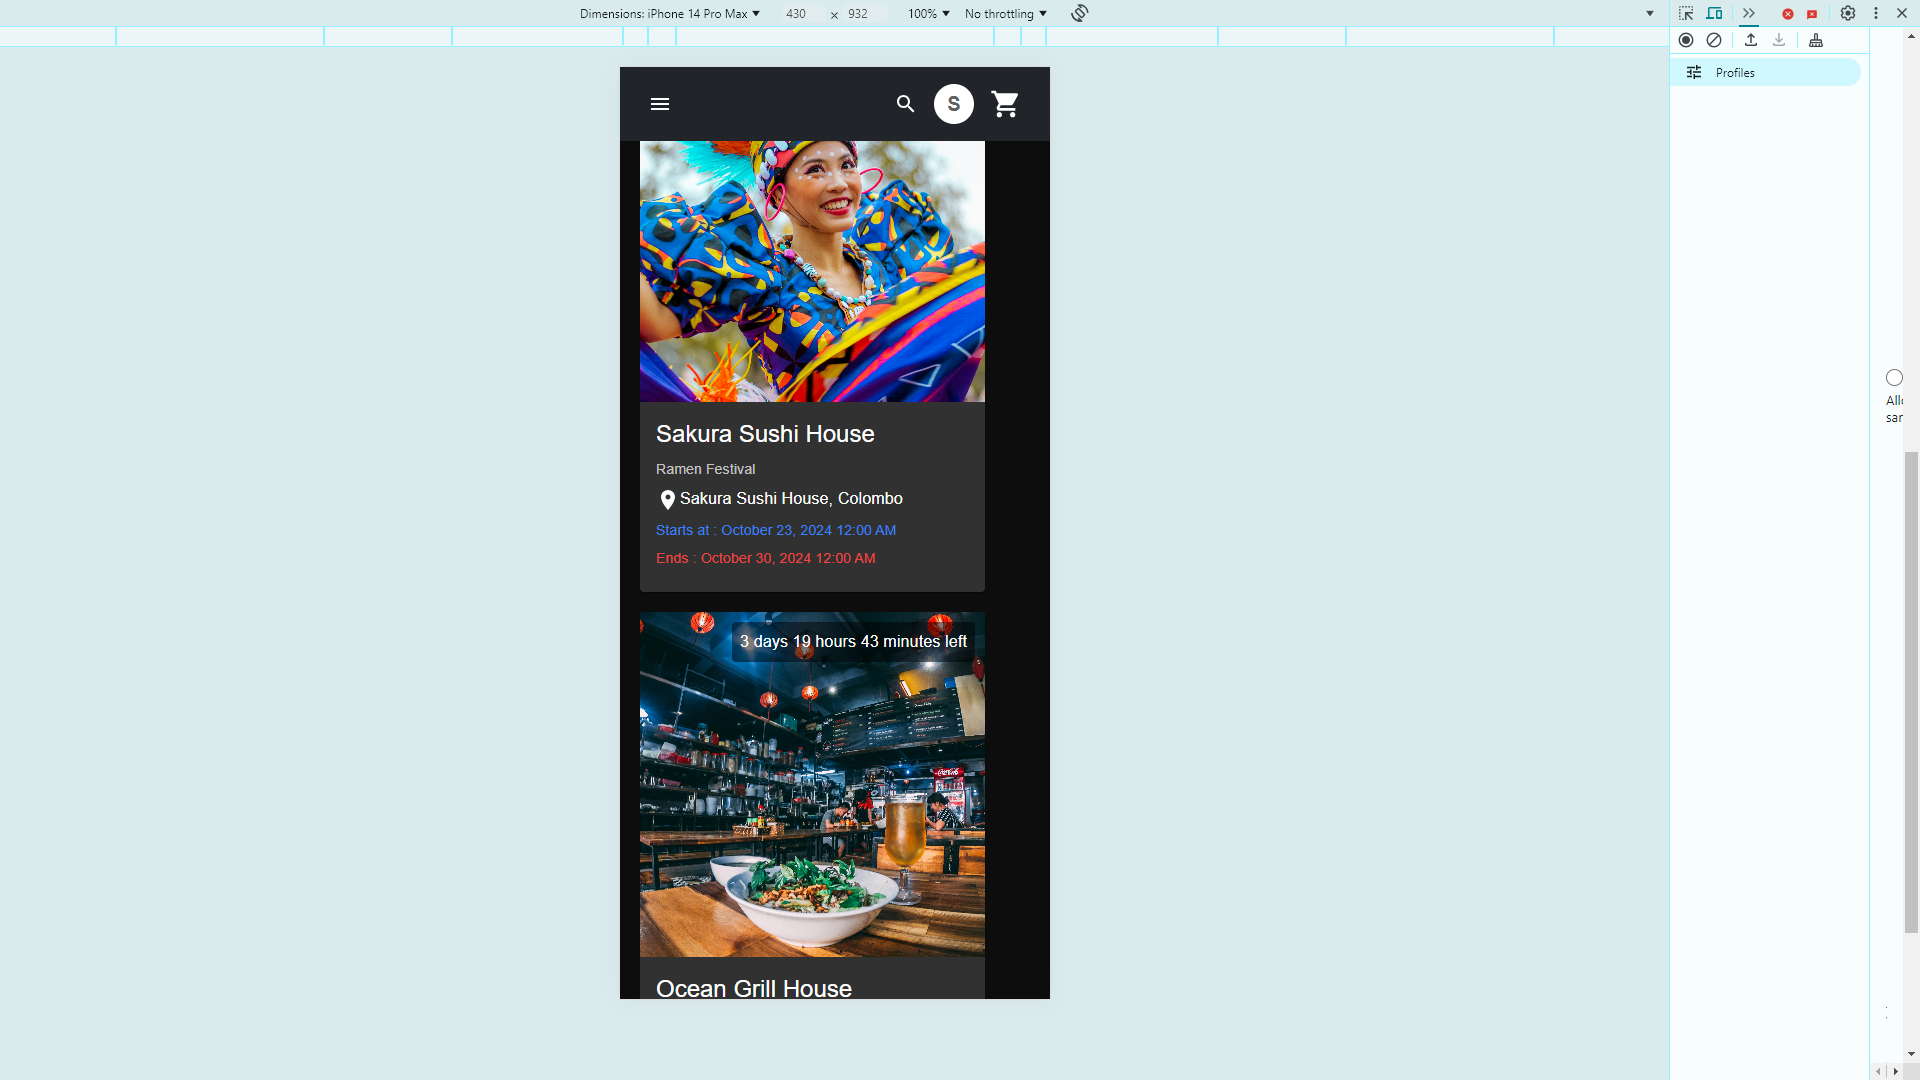 Dimensions: iPhone 14 Pro Max 430 x 932 100% No throttling
Profiles
S
Allo
sar
Sakura Sushi House
Ramen Festival
Sakura Sushi House, Colombo
Starts at : October 23, 2024 12:00 AM
Ends : October 30, 2024 12:00 AM
3 days 19 hours 43 minutes left
Ocean Grill House